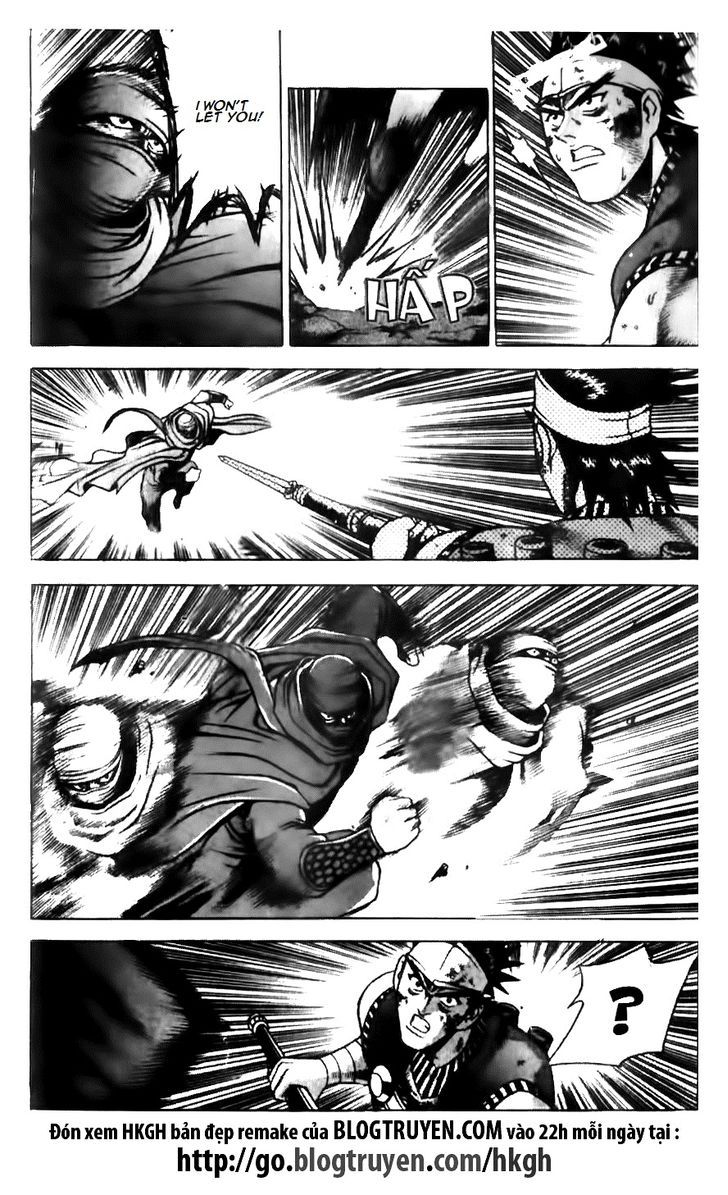 I WON'T
LET YOU!
HẤP
?
Đón xem HKGH bản đẹp remake của BLOGTRUYEN.COM vào 22h mỗi ngày tại :
http://go.blogtruyen.com/hkgh